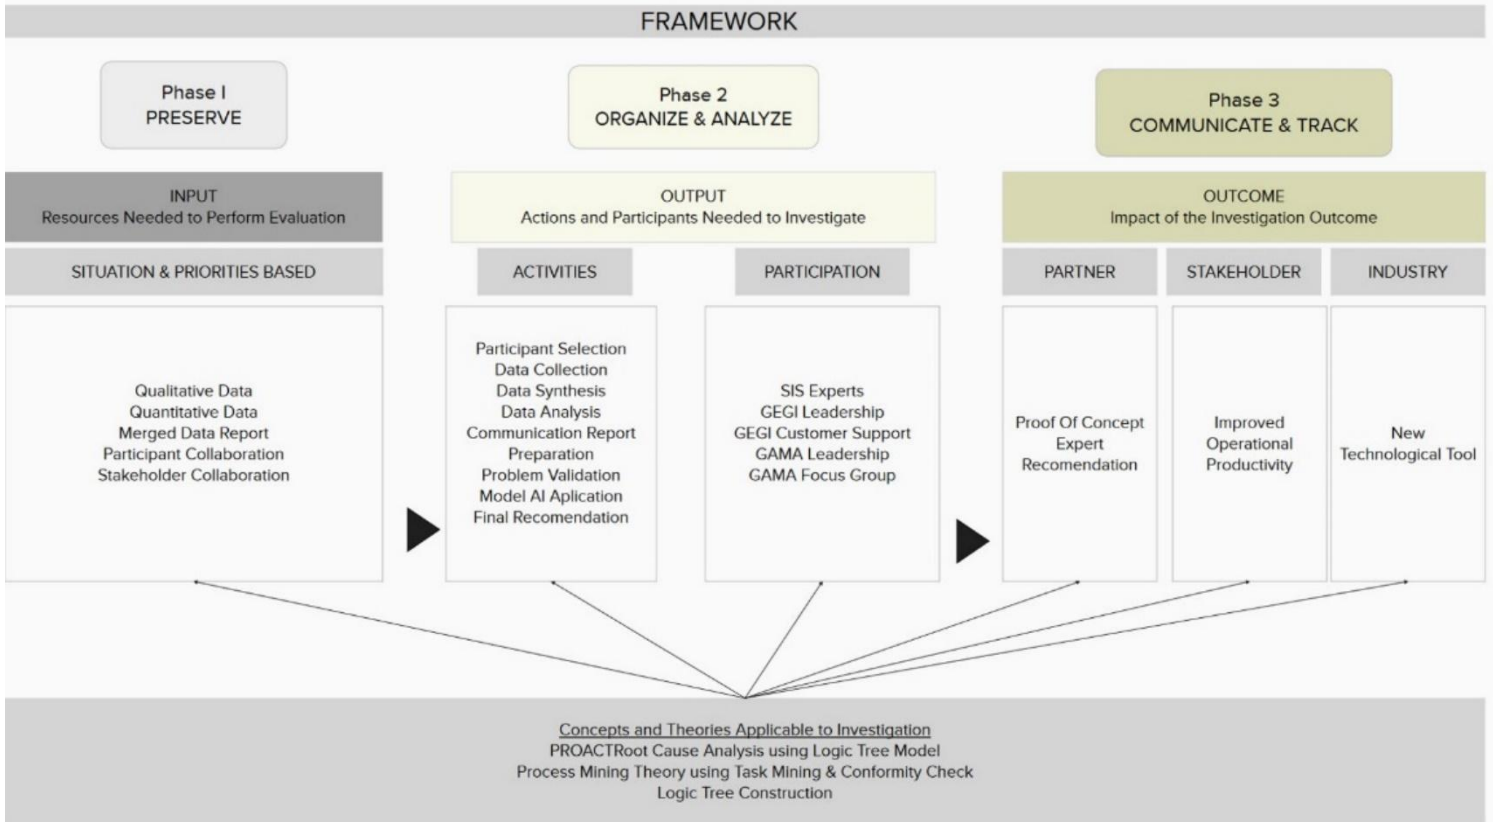 FRAMEWORK
Phase I
PRESERVE
Phase 2
ORGANIZE & ANALYZE
Phase 3
COMMUNICATE & TRACK
INPUT
Resources Needed to Perform Evaluation
OUTPUT
Actions and Participants Needed to Investigate
OUTCOME
Impact of the Investigation Outcome
SITUATION & PRIORITIES BASED
ACTIVITIES
PARTICIPATION
PARTNER
STAKEHOLDER
INDUSTRY
Qualitative Data
Quantitative Data
Merged Data Report
Participant Collaboration
Stakeholder Collaboration
Participant Selection
Data Collection
Data Synthesis
Data Analysis
Communication Report
Preparation
Problem Validation
Model AI Aplication
Final Recomendation
SIS Experts
GEGI Leadership
GEGI Customer Support
GAMA Leadership
GAMA Focus Group
Proof Of Concept
Expert
Recomendation
Improved
Operational
Productivity
New
Technological Tool
Concepts and Theories Applicable to Investigation
PROACTRoot Cause Analysis using Logic Tree Model
Process Mining Theory using Task Mining & Conformity Check
Logic Tree Construction